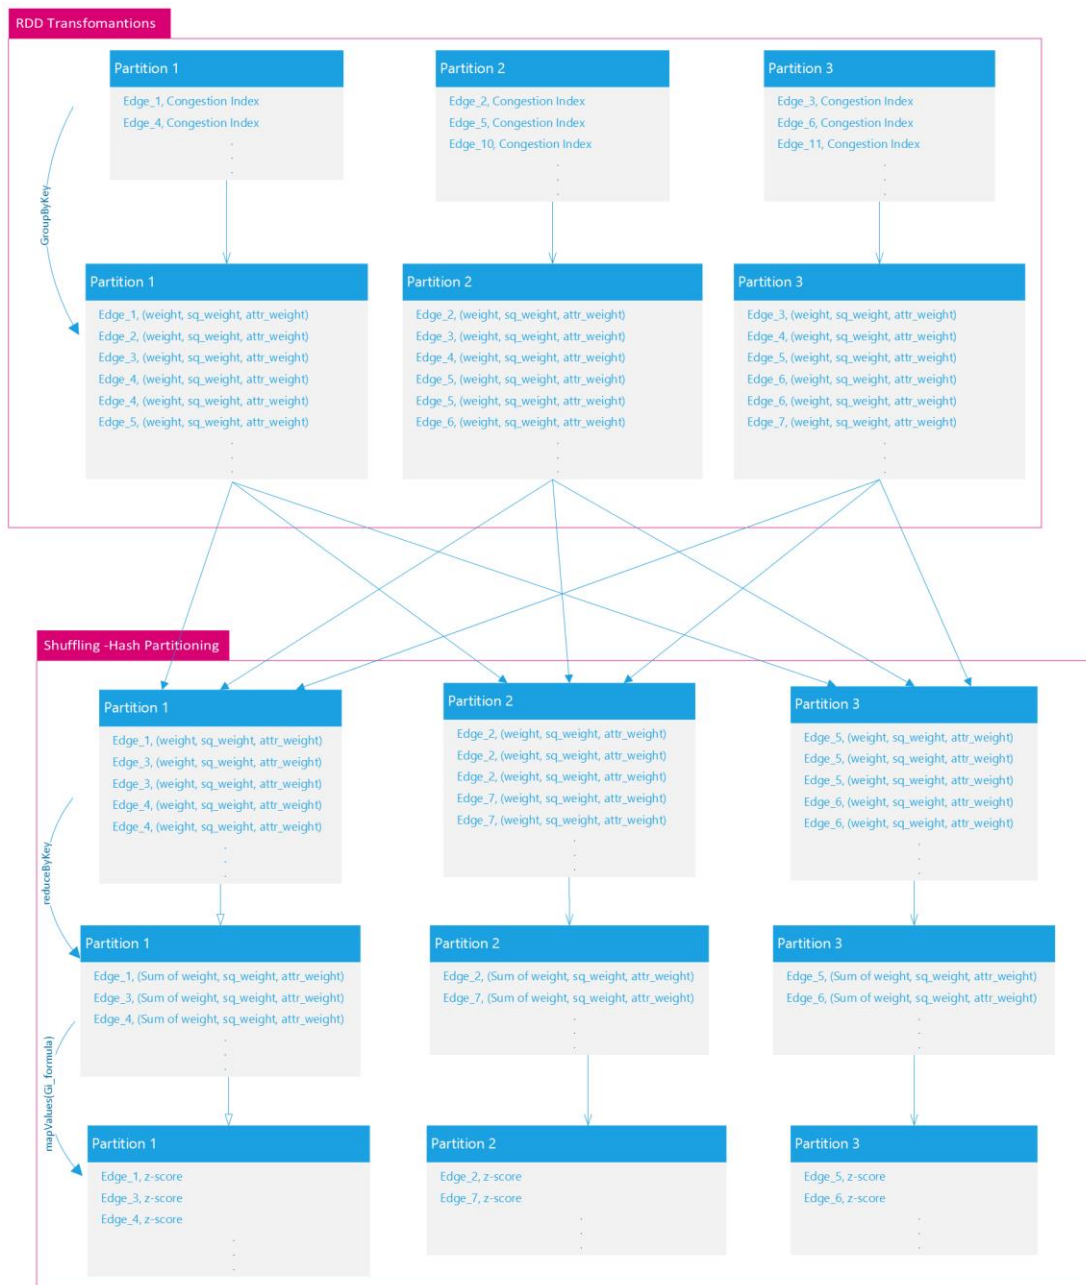 RDD Transfomantions
Partition 1
Edge_1, Congestion Index
Edge_4, Congestion Index
.
.
.
Partition 2
Edge_2, Congestion Index
Edge_5, Congestion Index
Edge_10, Congestion Index
.
.
.
Partition 3
Edge_3, Congestion Index
Edge_6, Congestion Index
Edge_11, Congestion Index
.
.
.
GroupByKey
Partition 1
Edge_1, (weight, sq_weight, attr_weight)
Edge_2, (weight, sq_weight, attr_weight)
Edge_3, (weight, sq_weight, attr_weight)
Edge_4, (weight, sq_weight, attr_weight)
Edge_4, (weight, sq_weight, attr_weight)
Edge_5, (weight, sq_weight, attr_weight)
.
.
.
Partition 2
Edge_2, (weight, sq_weight, attr_weight)
Edge_3, (weight, sq_weight, attr_weight)
Edge_4, (weight, sq_weight, attr_weight)
Edge_5, (weight, sq_weight, attr_weight)
Edge_5, (weight, sq_weight, attr_weight)
Edge_6, (weight, sq_weight, attr_weight)
.
.
.
Partition 3
Edge_3, (weight, sq_weight, attr_weight)
Edge_4, (weight, sq_weight, attr_weight)
Edge_5, (weight, sq_weight, attr_weight)
Edge_6, (weight, sq_weight, attr_weight)
Edge_6, (weight, sq_weight, attr_weight)
Edge_7, (weight, sq_weight, attr_weight)
.
.
.
Shuffling -Hash Partitioning
Partition 1
Edge_1, (weight, sq_weight, attr_weight)
Edge_3, (weight, sq_weight, attr_weight)
Edge_3, (weight, sq_weight, attr_weight)
Edge_4, (weight, sq_weight, attr_weight)
Edge_4, (weight, sq_weight, attr_weight)
.
.
.
Partition 2
Edge_2, (weight, sq_weight, attr_weight)
Edge_2, (weight, sq_weight, attr_weight)
Edge_2, (weight, sq_weight, attr_weight)
Edge_7, (weight, sq_weight, attr_weight)
Edge_7, (weight, sq_weight, attr_weight)
.
.
.
Partition 3
Edge_5, (weight, sq_weight, attr_weight)
Edge_5, (weight, sq_weight, attr_weight)
Edge_5, (weight, sq_weight, attr_weight)
Edge_6, (weight, sq_weight, attr_weight)
Edge_6, (weight, sq_weight, attr_weight)
.
.
.
reduceByKey
Partition 1
Edge_1, (Sum of weight, sq_weight, attr_weight)
Edge_3, (Sum of weight, sq_weight, attr_weight)
Edge_4, (Sum of weight, sq_weight, attr_weight)
.
.
.
Partition 2
Edge_2, (Sum of weight, sq_weight, attr_weight)
Edge_7, (Sum of weight, sq_weight, attr_weight)
.
.
.
Partition 3
Edge_5, (Sum of weight, sq_weight, attr_weight)
Edge_6, (Sum of weight, sq_weight, attr_weight)
.
.
.
mapValues(Gi_formula)
Partition 1
Edge_1, z-score
Edge_3, z-score
Edge_4, z-score
.
.
.
Partition 2
Edge_2, z-score
Edge_7, z-score
.
.
.
Partition 3
Edge_5, z-score
Edge_6, z-score
.
.
.